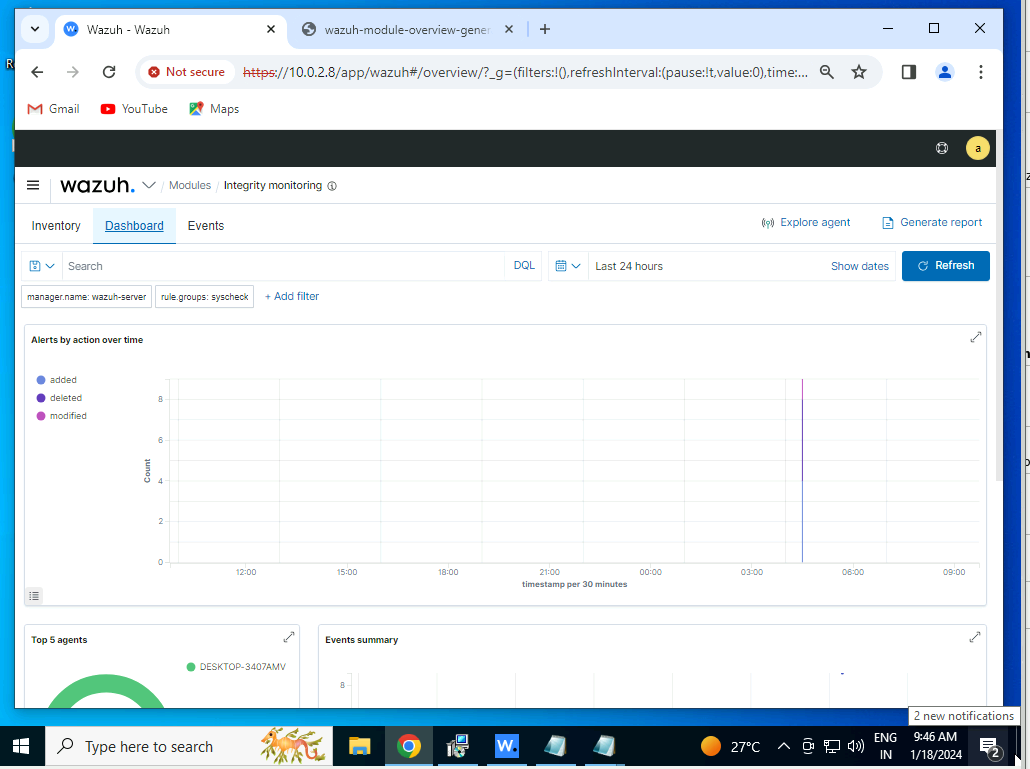 Wazuh - Wazuh
wazuh-module-overview-gener
Not secure
https://10.0.2.8/app/wazuh#/overview/?_g=(filters:!(),refreshInterval:(pause:!t,value:0),time:...
Gmail
YouTube
Maps
a
wazuh.
/ Modules / Integrity monitoring
Inventory
Dashboard
Events
Explore agent
Generate report
Search
DQL
Last 24 hours
Show dates
Refresh
manager.name: wazuh-server
rule.groups: syscheck
+ Add filter
Alerts by action over time
added
deleted
modified
Count
8
6
4
2
0
12:00
15:00
18:00
21:00
00:00
03:00
06:00
09:00
timestamp per 30 minutes
Top 5 agents
DESKTOP-3407AMV
Events summary
8
2 new notifications
Type here to search
W.
27°C
ENG
IN
9:46 AM
1/18/2024
2